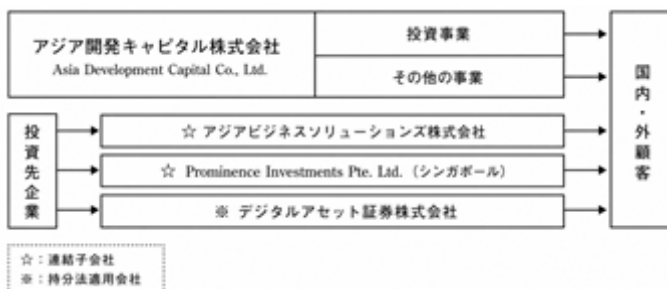 アジア開発キャピタル株式会社
Asia Development Capital Co., Ltd.
投資事業
その他の事業
国内・外顧客
投資先企業
☆ アジアビジネスソリューションズ株式会社
☆ Prominence Investments Pte. Ltd.（シンガポール）
※ デジタルアセット証券株式会社
☆：連結子会社
※：持分法適用会社